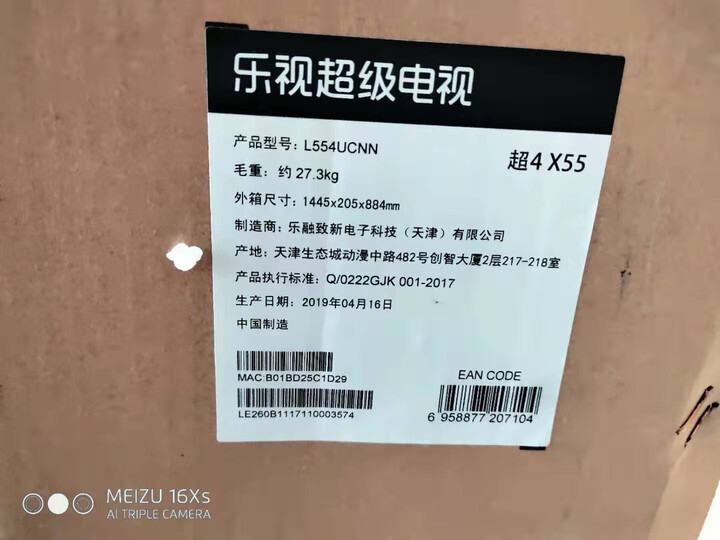 乐视超级电视
产品型号: L554UCNN
超4 X55
毛重: 约 27.3kg
外箱尺寸: 1445x205x884mm
制造商: 乐融致新电子科技（天津）有限公司
产地: 天津生态城动漫中路482号创智大厦2层217-218室
产品执行标准: Q/0222GJK 001-2017
生产日期: 2019年04月16日
中国制造
MAC:B01BD25C1D29
EAN CODE
LE260B1117110003574
6 958877 207104
MEIZU 16Xs
AI TRIPLE CAMERA